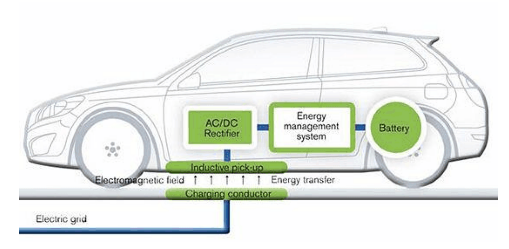 AC/DC
Rectifier
Energy
management
system
Battery
Inductive pick-up
Electromagnetic field
Energy transfer
Charging conductor
Electric grid